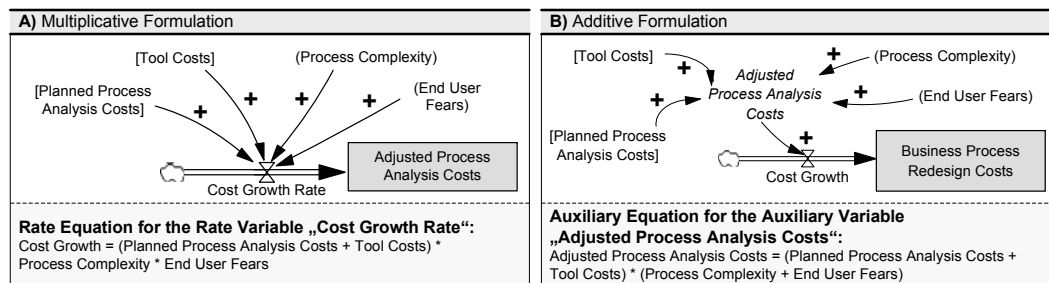 A) Multiplicative Formulation
[Tool Costs]
(Process Complexity)
[Planned Process
Analysis Costs]
(End User
Fears)
+
+
+
+
Adjusted Process
Analysis Costs
Cost Growth Rate
Rate Equation for the Rate Variable „Cost Growth Rate“:
Cost Growth = (Planned Process Analysis Costs + Tool Costs) *
Process Complexity * End User Fears
B) Additive Formulation
[Tool Costs]
(Process Complexity)
+
+
Adjusted
Process Analysis
Costs
(End User Fears)
+
+
[Planned Process
Analysis Costs]
+
Business Process
Redesign Costs
Cost Growth
Auxiliary Equation for the Auxiliary Variable
„Adjusted Process Analysis Costs“:
Adjusted Process Analysis Costs = (Planned Process Analysis Costs +
Tool Costs) * (Process Complexity + End User Fears)